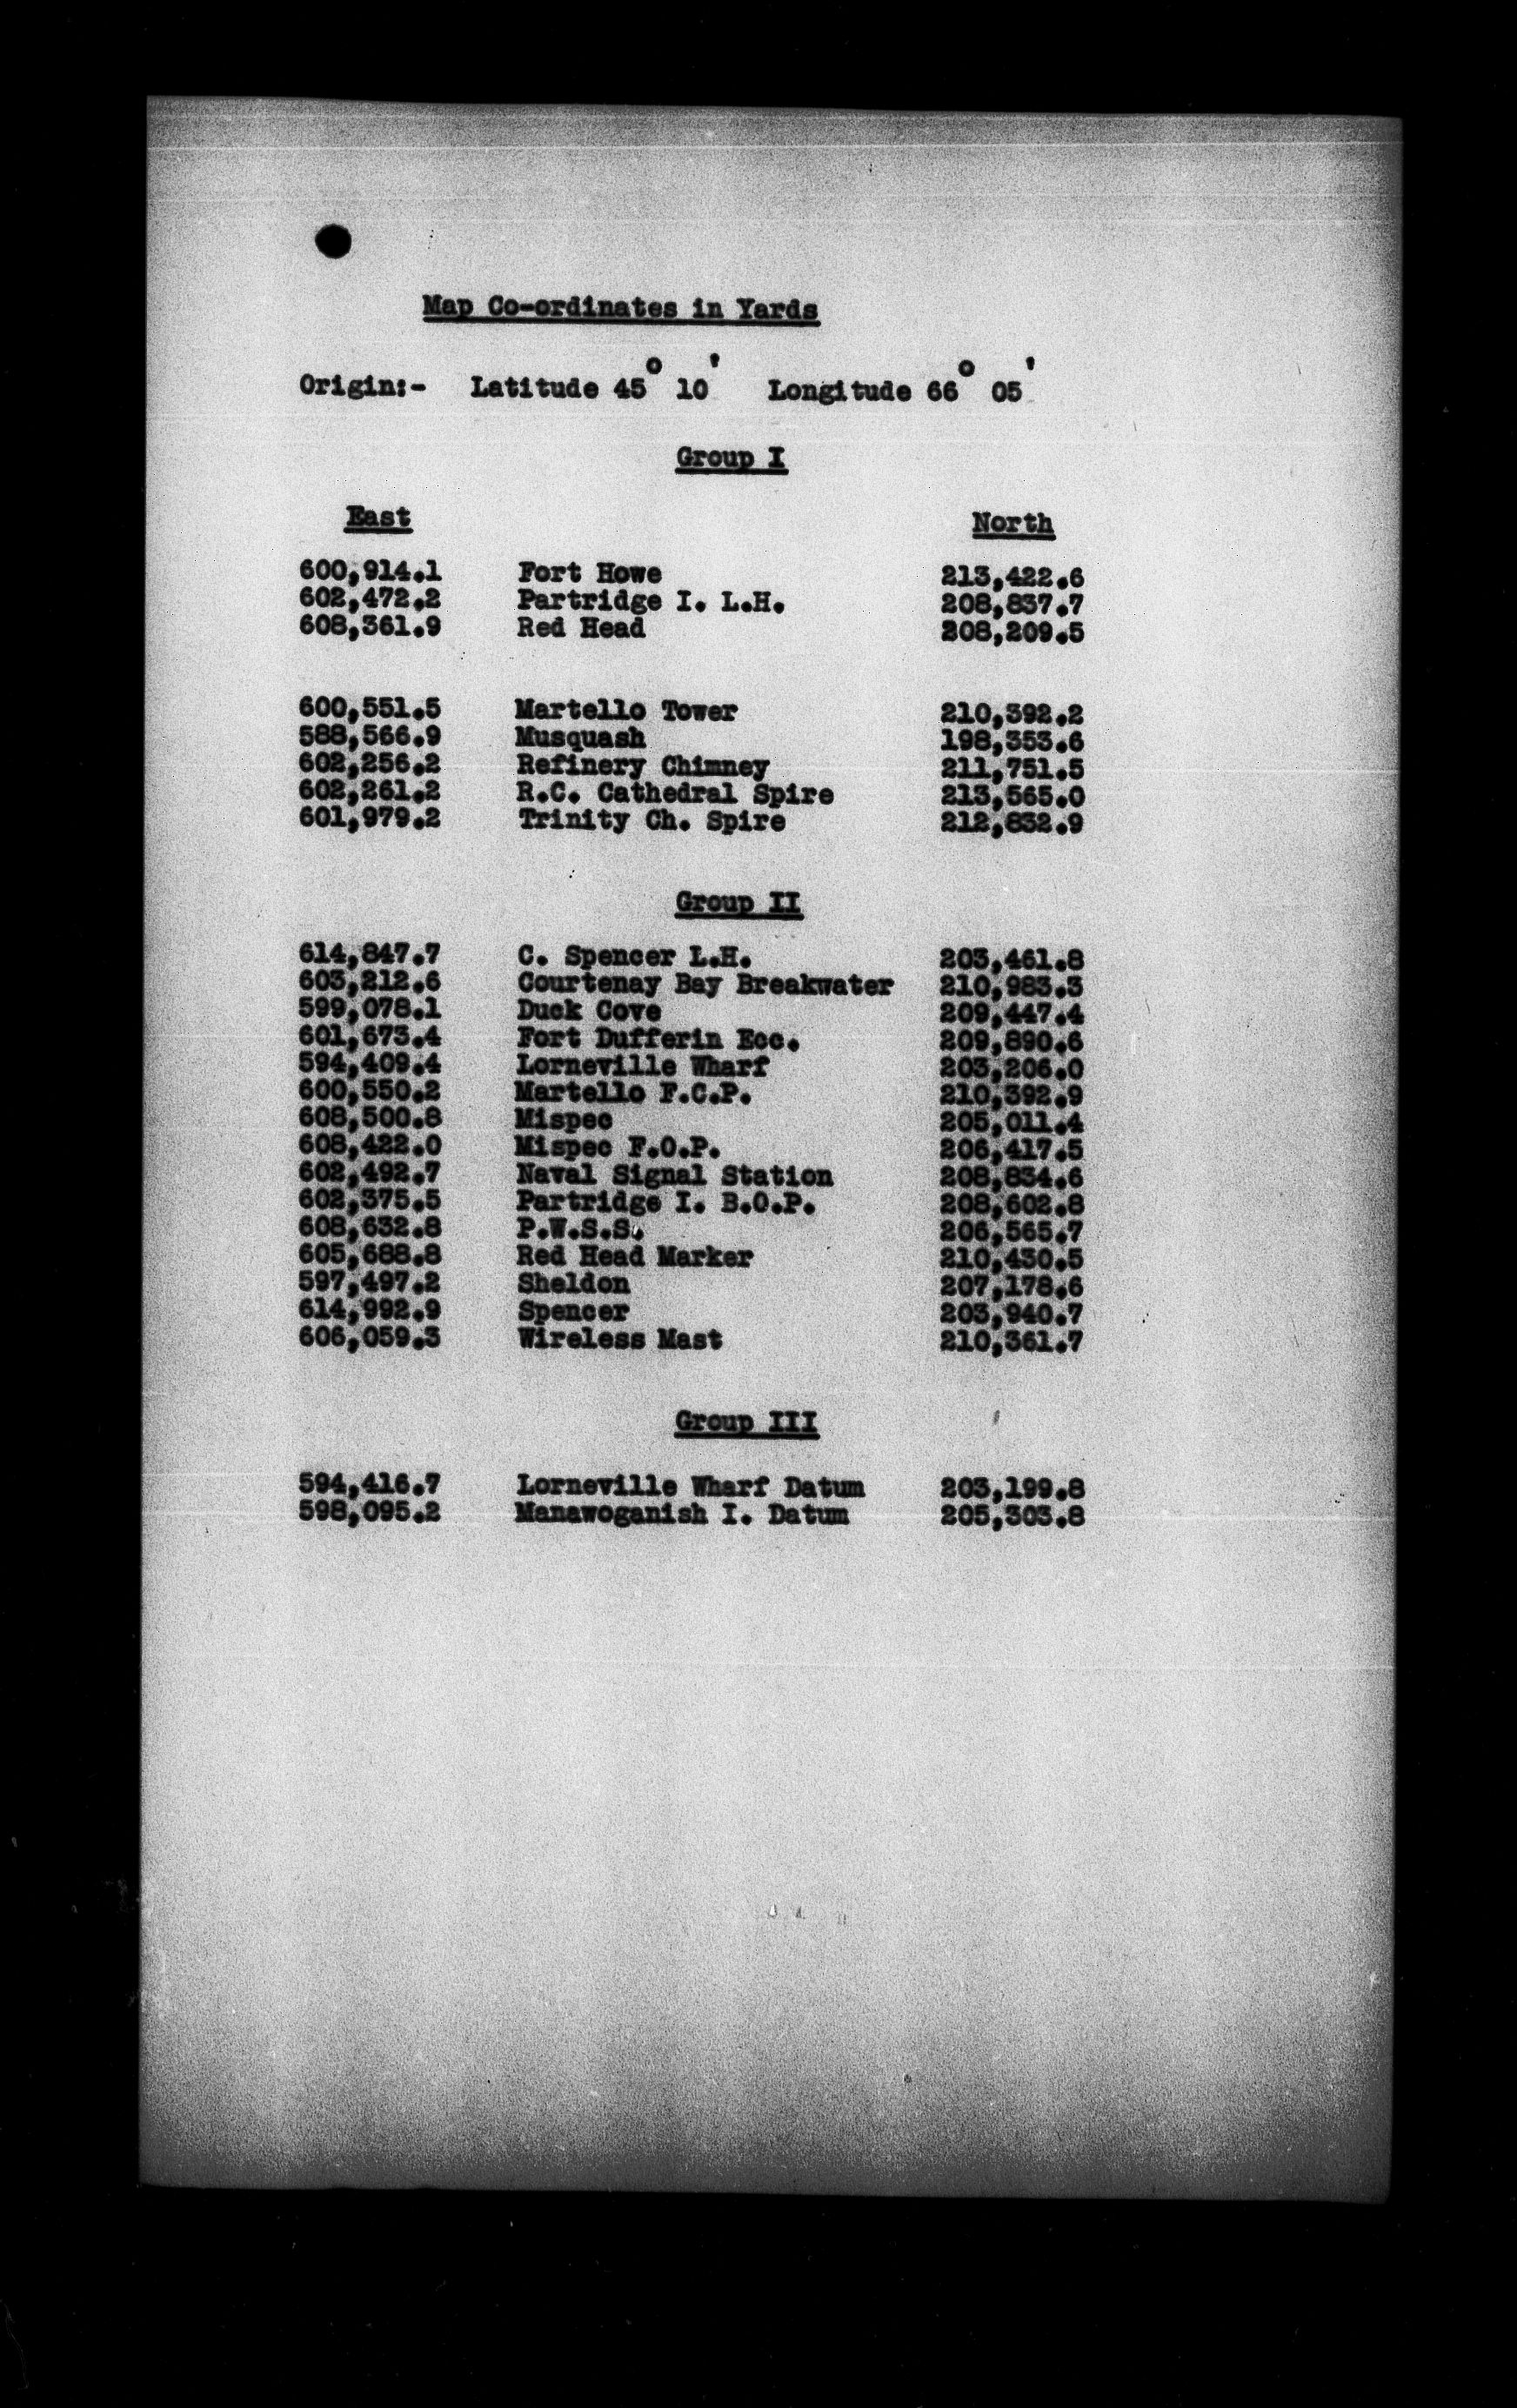 Map Co-ordinates in Yards
Origin:- Latitude 45° 10' Longitude 66° 05'
Group I
East North
600,914.1 Fort Howe 213,422.6
602,472.2 Partridge I. L.H. 208,837.7
608,361.9 Red Head 208,209.5
600,551.5 Martello Tower 210,392.2
588,566.9 Musquash 198,353.6
602,256.2 Refinery Chimney 211,751.5
602,261.2 R.C. Cathedral Spire 213,565.0
601,979.2 Trinity Ch. Spire 212,832.9
Group II
614,847.7 C. Spencer L.H. 203,461.8
603,212.6 Courtenay Bay Breakwater 210,983.3
599,078.1 Duck Cove 209,447.4
601,673.4 Fort Dufferin Ecc. 209,890.6
594,409.4 Lorneville Wharf 203,206.0
600,550.2 Martello F.C.P. 210,392.9
608,500.8 Mispec 205,011.4
608,422.0 Mispec F.O.P. 206,417.5
602,492.7 Naval Signal Station 208,834.6
602,375.5 Partridge I. B.O.P. 208,602.8
608,632.8 P.W.S.S. 206,565.7
605,688.8 Red Head Marker 210,430.5
597,497.2 Sheldon 207,178.6
614,992.9 Spencer 203,940.7
606,059.3 Wireless Mast 210,361.7
Group III
594,416.7 Lorneville Wharf Datum 203,199.8
598,095.2 Manawoganish I. Datum 205,303.8